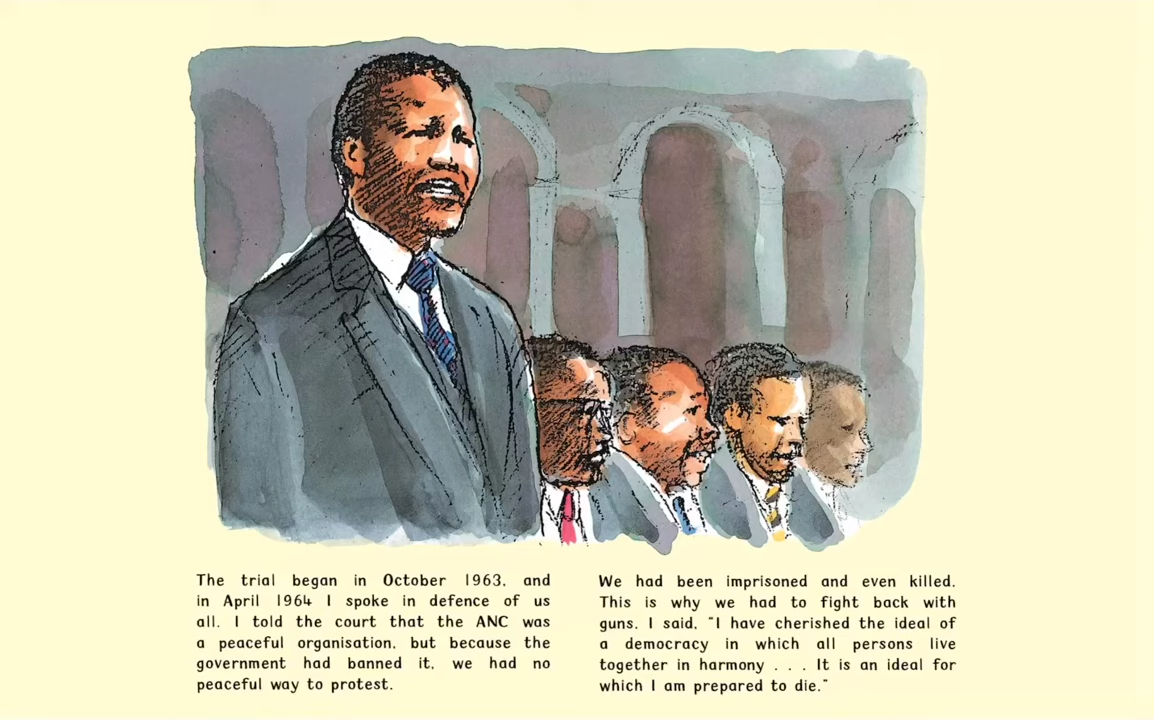 The trial began in October 1963, and
in April 1964 I spoke in defence of us
all. I told the court that the ANC was
a peaceful organisation, but because the
government had banned it, we had no
peaceful way to protest.
We had been imprisoned and even killed.
This is why we had to fight back with
guns. I said, "I have cherished the ideal of
a democracy in which all persons live
together in harmony . . . It is an ideal for
which I am prepared to die."